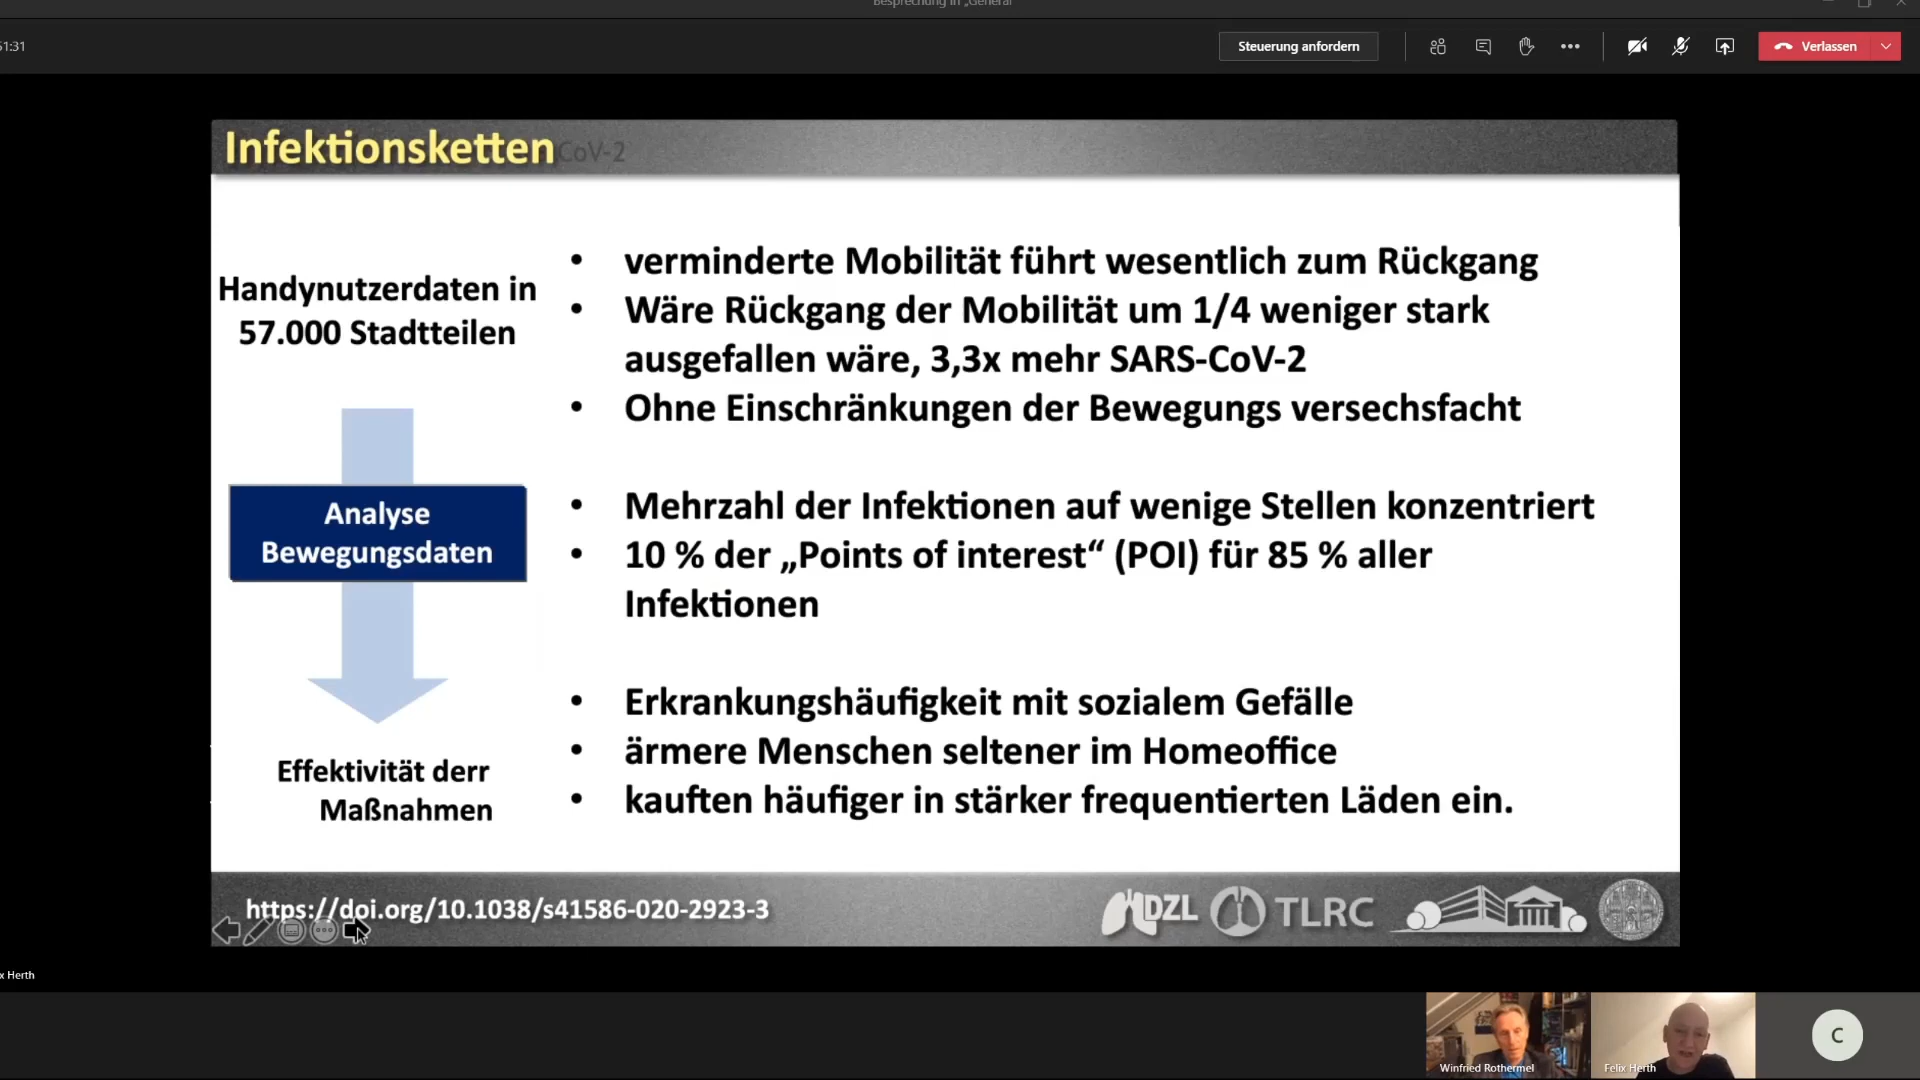 Besprechung in „General"
51:31
Steuerung anfordern
Verlassen
Infektionsketten
CoV-2
Handynutzerdaten in
57.000 Stadtteilen
Analyse
Bewegungsdaten
Effektivität derr
Maßnahmen
• verminderte Mobilität führt wesentlich zum Rückgang
• Wäre Rückgang der Mobilität um 1/4 weniger stark
ausgefallen wäre, 3,3x mehr SARS-CoV-2
• Ohne Einschränkungen der Bewegungs versechsfacht
• Mehrzahl der Infektionen auf wenige Stellen konzentriert
• 10 % der „Points of interest“ (POI) für 85 % aller
Infektionen
• Erkrankungshäufigkeit mit sozialem Gefälle
• ärmere Menschen seltener im Homeoffice
• kauften häufiger in stärker frequentierten Läden ein.
https://doi.org/10.1038/s41586-020-2923-3
DZL
TLRC
x Herth
Winfried Rothermel
Felix Herth
C